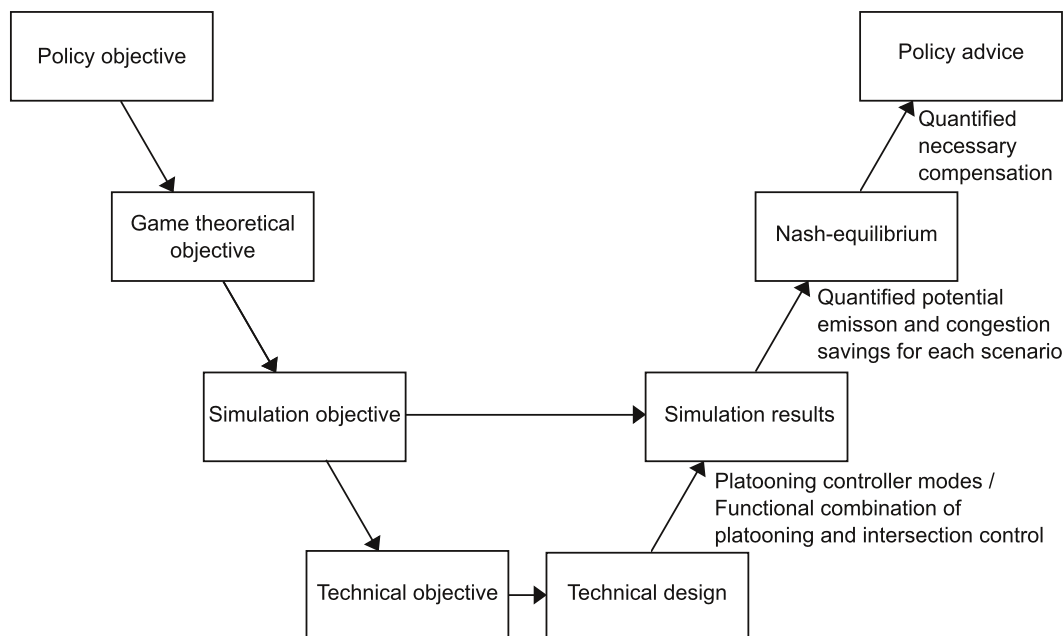 Policy objective
Policy advice
Quantified
necessary
compensation
Game theoretical
objective
Nash-equilibrium
Quantified potential
emisson and congestion
savings for each scenario
Simulation objective
Simulation results
Platooning controller modes /
Functional combination of
platooning and intersection control
Technical objective
Technical design